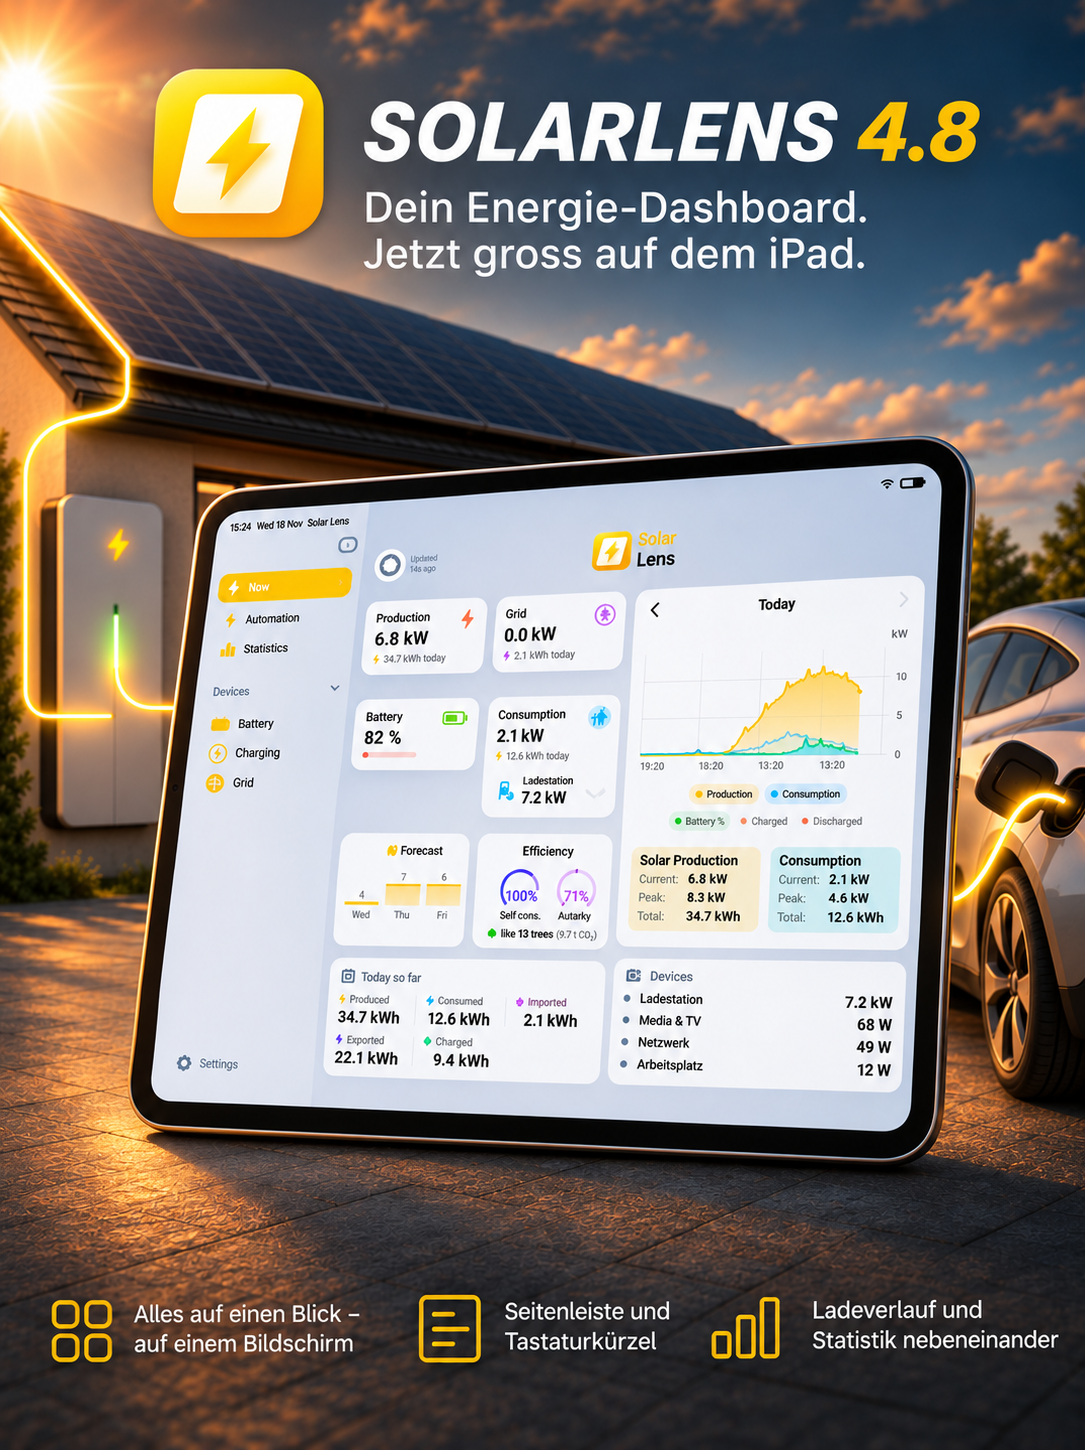 SOLARLENS 4.8
Dein Energie-Dashboard.
Jetzt gross auf dem iPad.
15:24 Wed 18 Nov Solar Lens
Now
Automation
Statistics
Devices
Battery
Charging
Grid
Settings
Updated
14s ago
Solar
Lens
Production
6.8 kW
34.7 kWh today
Grid
0.0 kW
2.1 kWh today
Battery
82 %
Consumption
2.1 kW
12.6 kWh today
Ladestation
7.2 kW
Forecast
4
7
6
Wed
Thu
Fri
Efficiency
100%
71%
Self cons.
Autarky
like 13 trees (9.7 t CO₂)
Today
kW
10
5
0
19:20
18:20
13:20
13:20
Production
Consumption
Battery %
Charged
Discharged
Solar Production
Current: 6.8 kW
Peak: 8.3 kW
Total: 34.7 kWh
Consumption
Current: 2.1 kW
Peak: 4.6 kW
Total: 12.6 kWh
Today so far
Produced
34.7 kWh
Consumed
12.6 kWh
Imported
2.1 kWh
Exported
22.1 kWh
Charged
9.4 kWh
Devices
Ladestation 7.2 kW
Media & TV 68 W
Netzwerk 49 W
Arbeitsplatz 12 W
Alles auf einen Blick –
auf einem Bildschirm
Seitenleiste und
Tastaturkürzel
Ladeverlauf und
Statistik nebeneinander